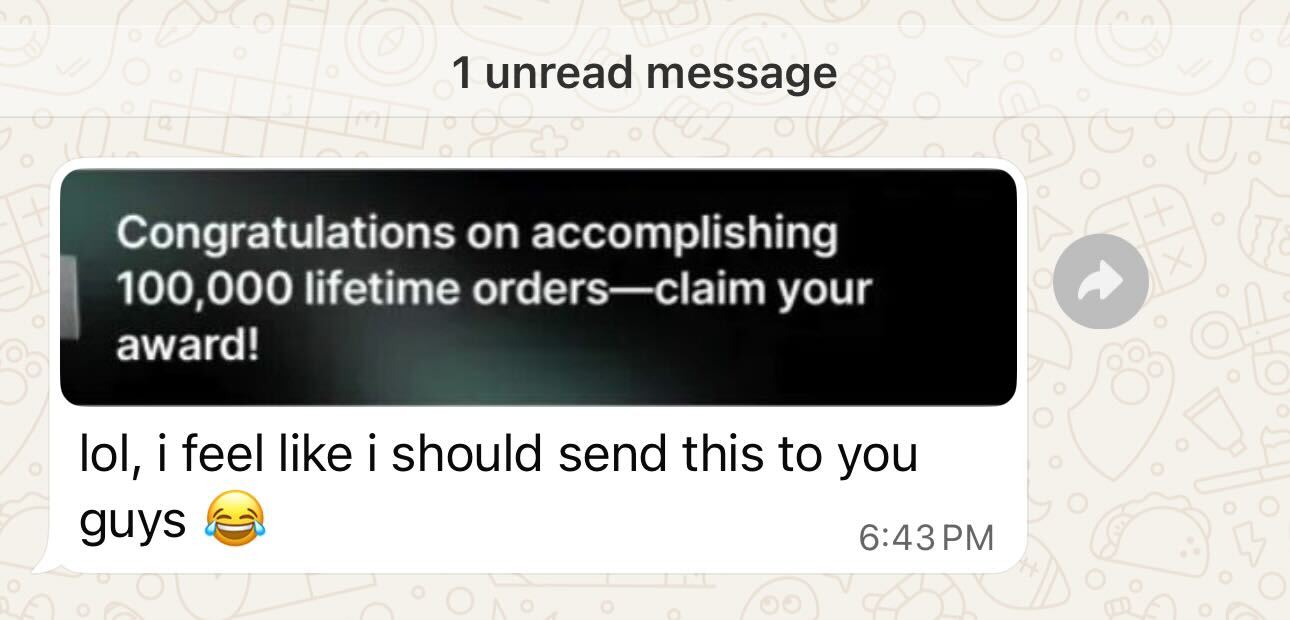 1 unread message
Congratulations on accomplishing
100,000 lifetime orders—claim your
award!
lol, i feel like i should send this to you
guys 😂
6:43 PM